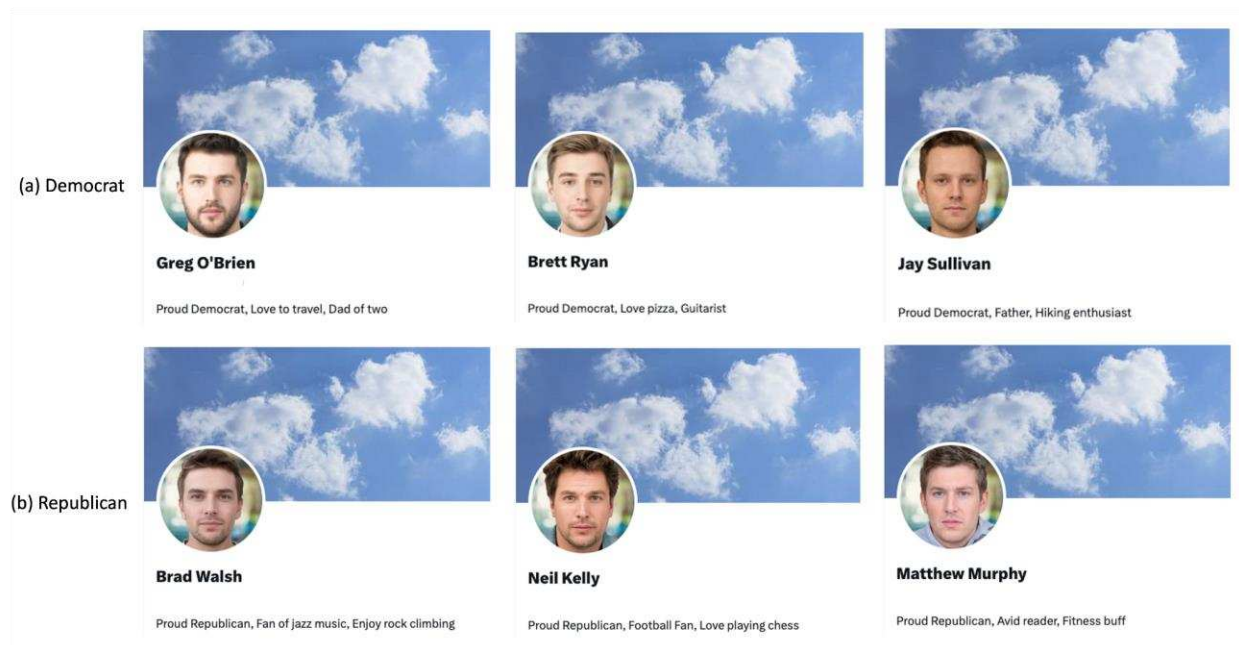 (a) Democrat
Greg O'Brien
Proud Democrat, Love to travel, Dad of two
Brett Ryan
Proud Democrat, Love pizza, Guitarist
Jay Sullivan
Proud Democrat, Father, Hiking enthusiast
(b) Republican
Brad Walsh
Proud Republican, Fan of jazz music, Enjoy rock climbing
Neil Kelly
Proud Republican, Football Fan, Love playing chess
Matthew Murphy
Proud Republican, Avid reader, Fitness buff